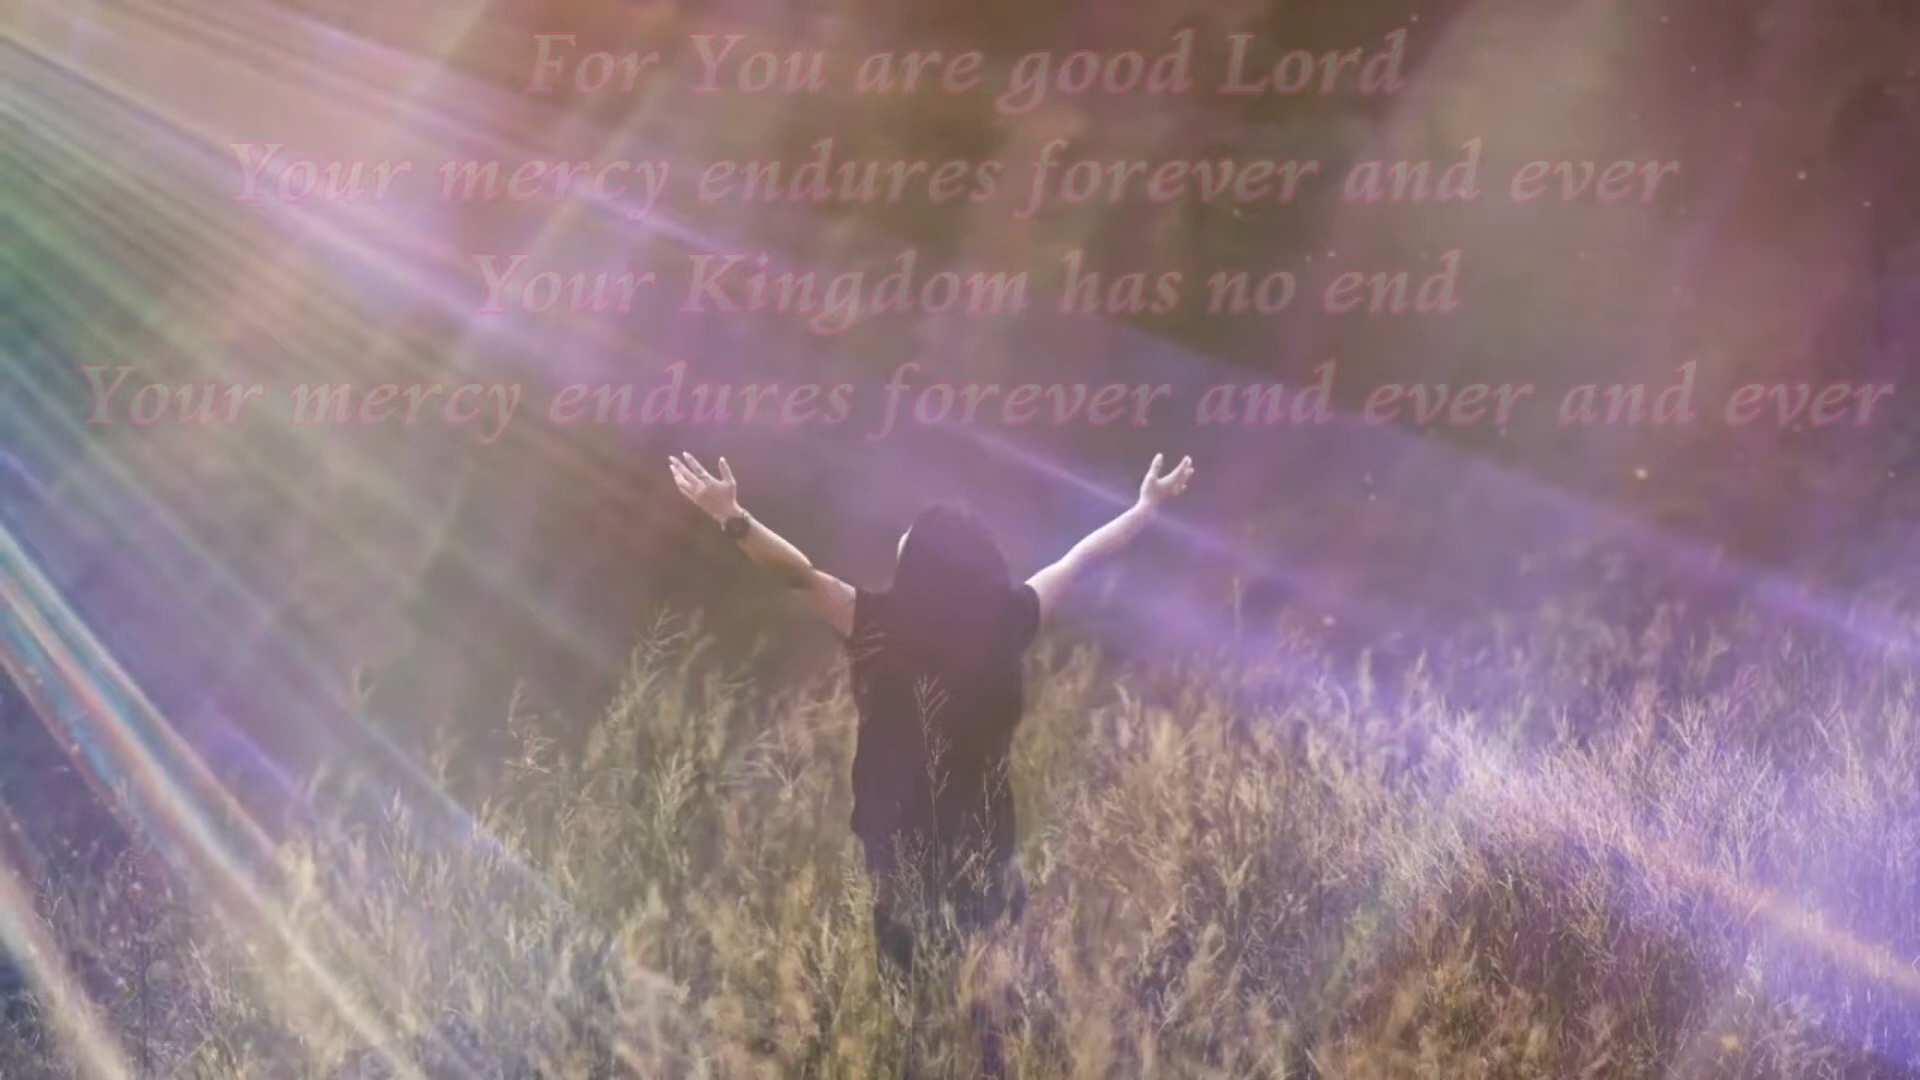 For You are good Lord
Your mercy endures forever and ever
Your Kingdom has no end
Your mercy endures forever and ever and ever